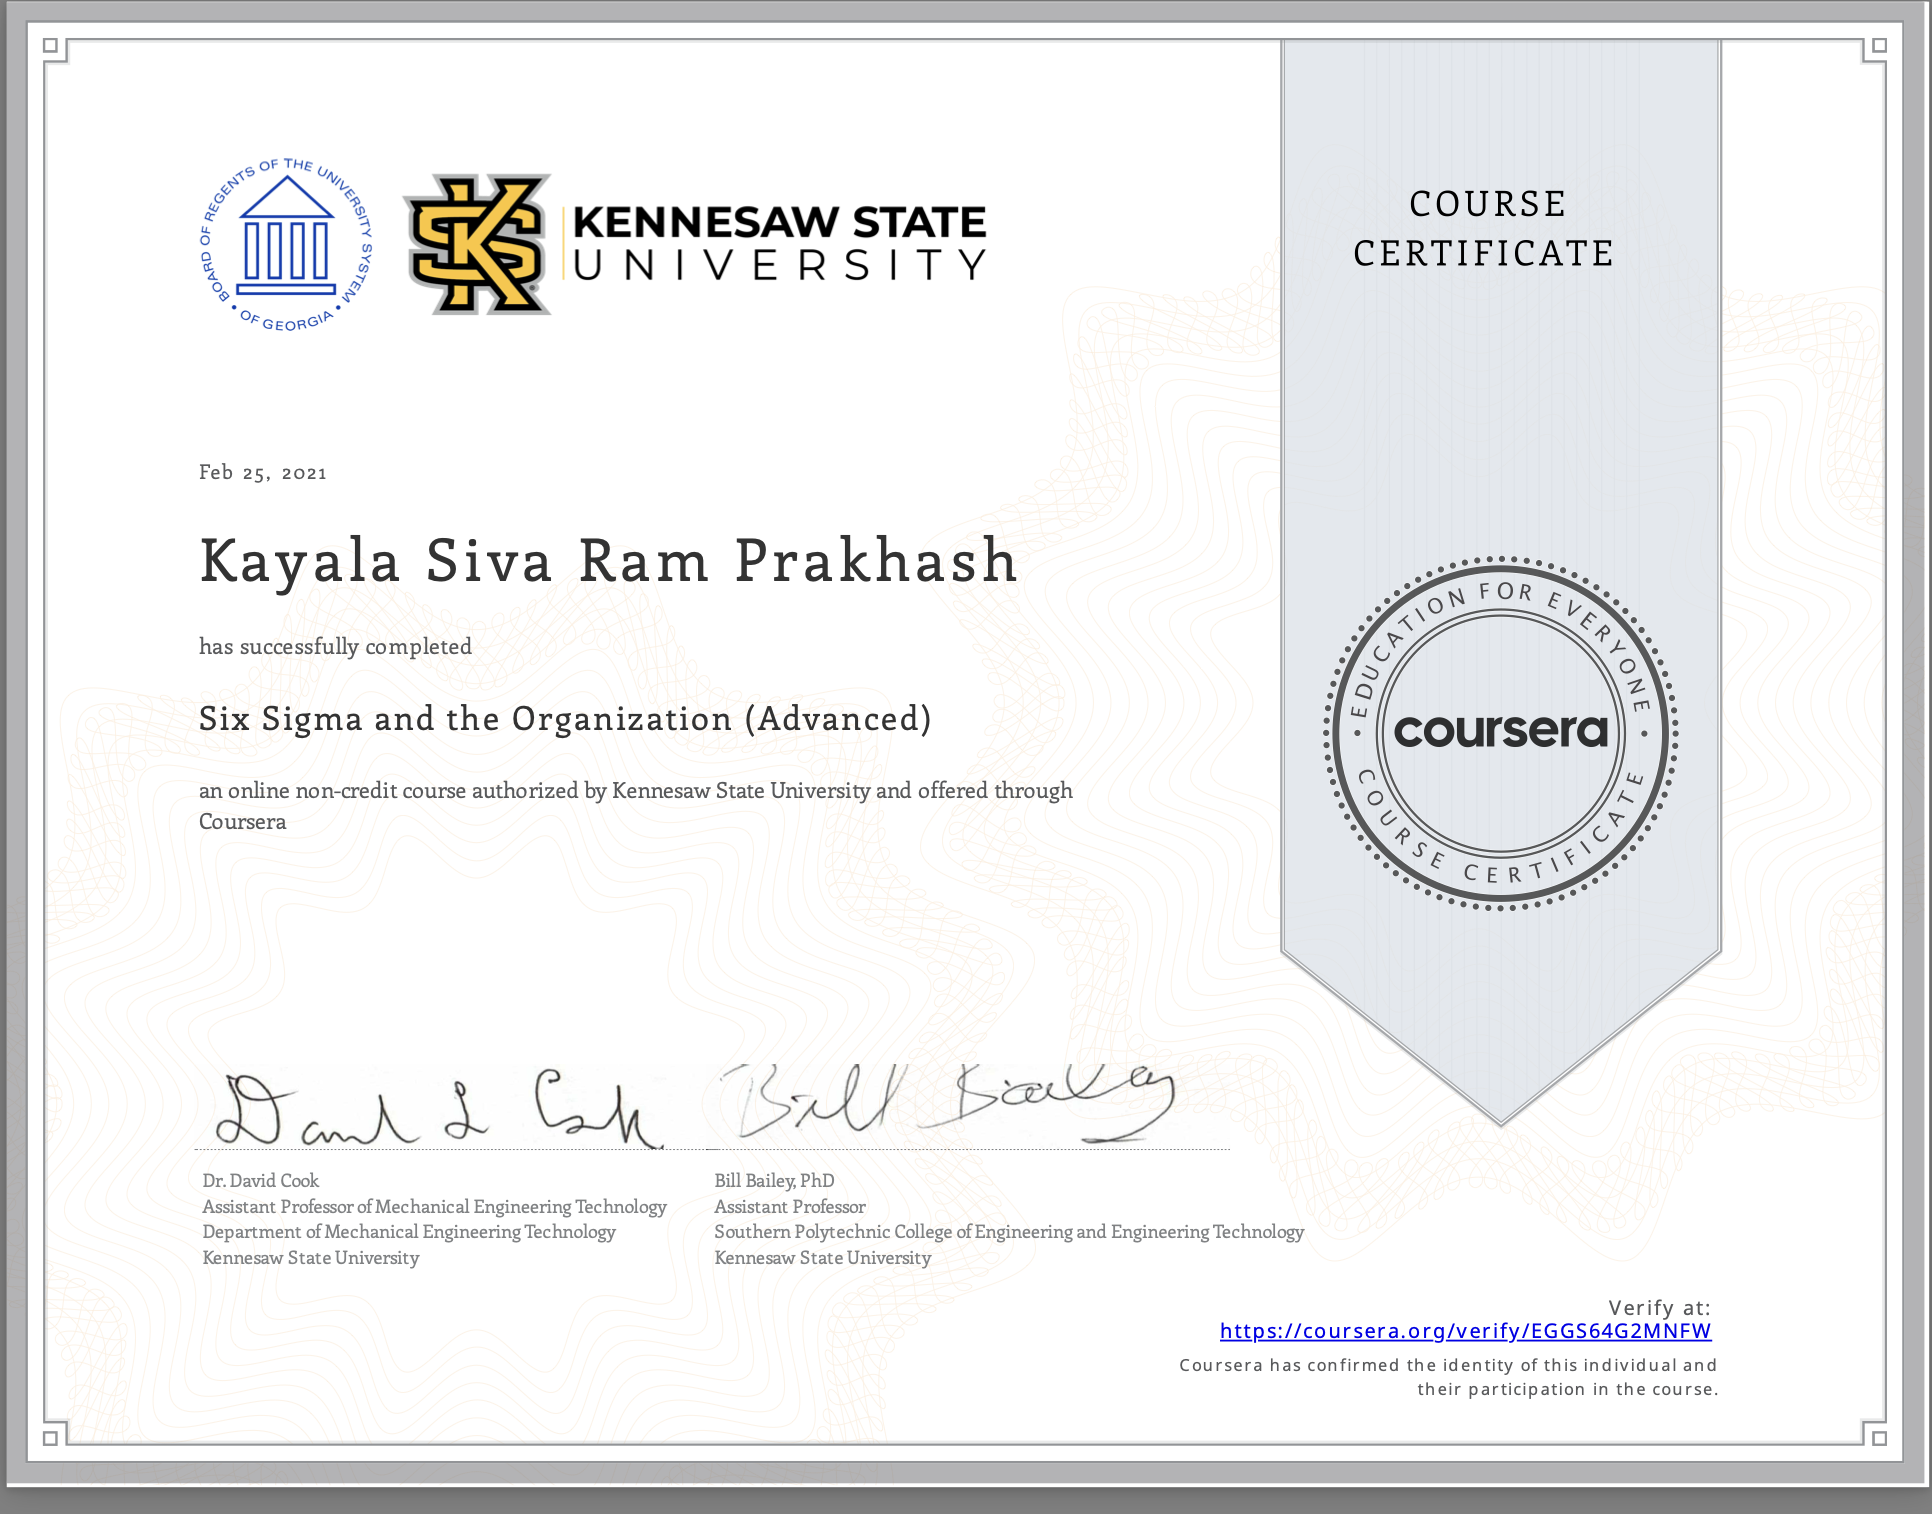 BOARD OF REGENTS OF THE UNIVERSITY SYSTEM
• OF GEORGIA •
KS
KENNESAW STATE
UNIVERSITY
COURSE
CERTIFICATE
Feb 25, 2021
Kayala Siva Ram Prakhash
has successfully completed
Six Sigma and the Organization (Advanced)
an online non-credit course authorized by Kennesaw State University and offered through
Coursera
EDUCATION FOR EVERYONE
coursera
COURSE CERTIFICATE
David L Cook
Bill Bailey
Dr. David Cook
Assistant Professor of Mechanical Engineering Technology
Department of Mechanical Engineering Technology
Kennesaw State University
Bill Bailey, PhD
Assistant Professor
Southern Polytechnic College of Engineering and Engineering Technology
Kennesaw State University
Verify at:
https://coursera.org/verify/EGGS64G2MNFW
Coursera has confirmed the identity of this individual and
their participation in the course.